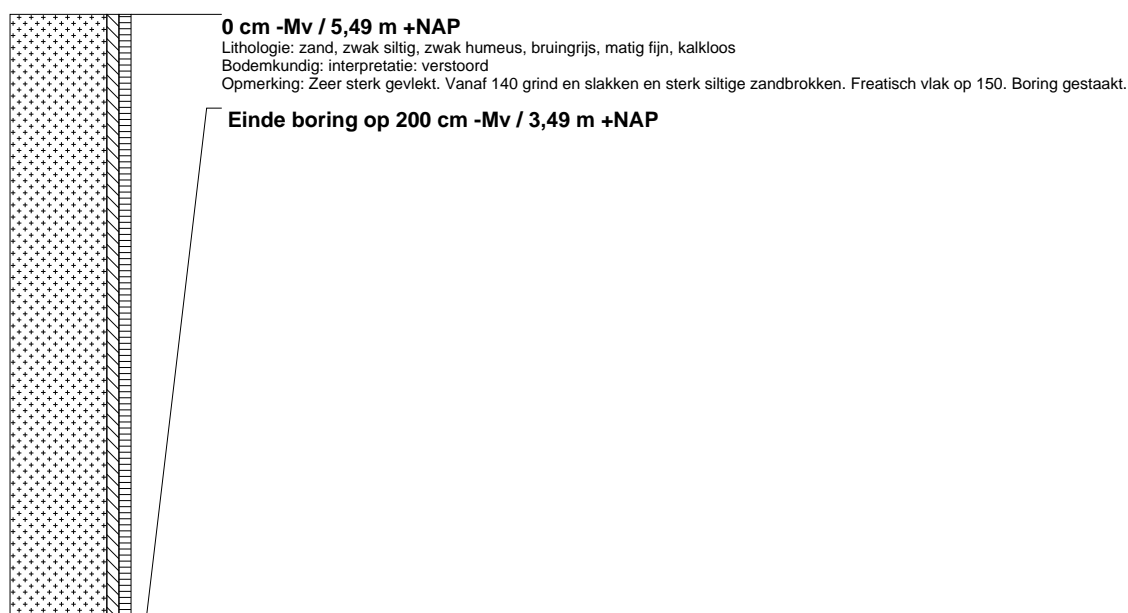 0 cm -Mv / 5,49 m +NAP
Lithologie: zand, zwak siltig, zwak humeus, bruingrijs, matig fijn, kalkloos
Bodemkundig: interpretatie: verstoord
Opmerking: Zeer sterk gevlekt. Vanaf 140 grind en slakken en sterk siltige zandbrokken. Freatisch vlak op 150. Boring gestaakt.
Einde boring op 200 cm -Mv / 3,49 m +NAP